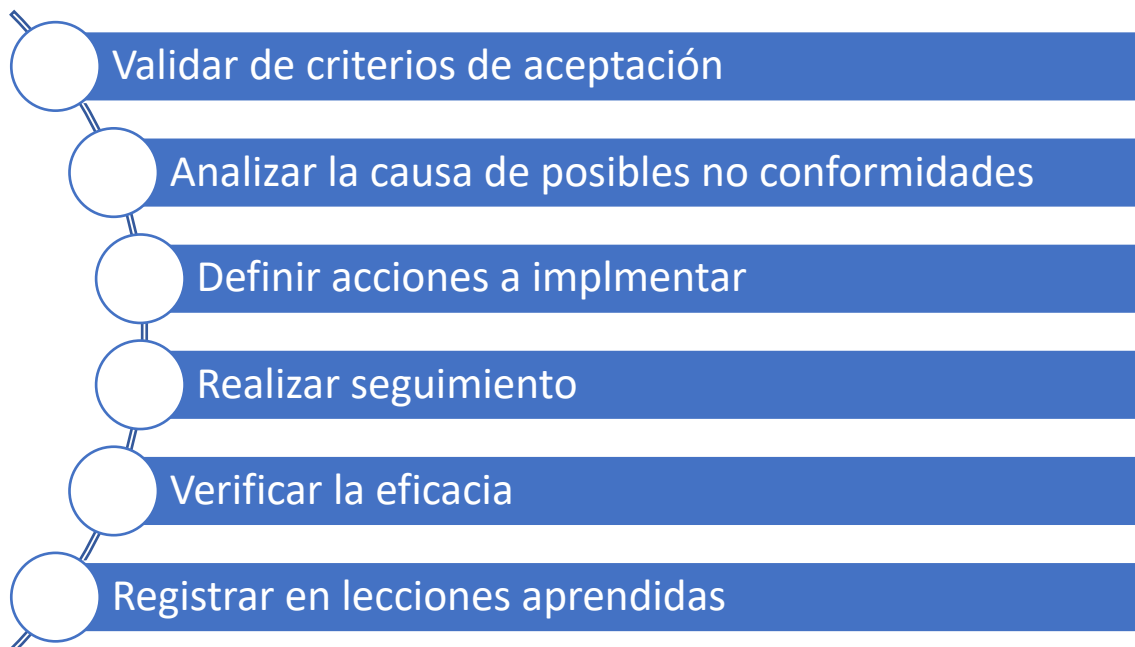 Validar de criterios de aceptación
Analizar la causa de posibles no conformidades
Definir acciones a implmentar
Realizar seguimiento
Verificar la eficacia
Registrar en lecciones aprendidas